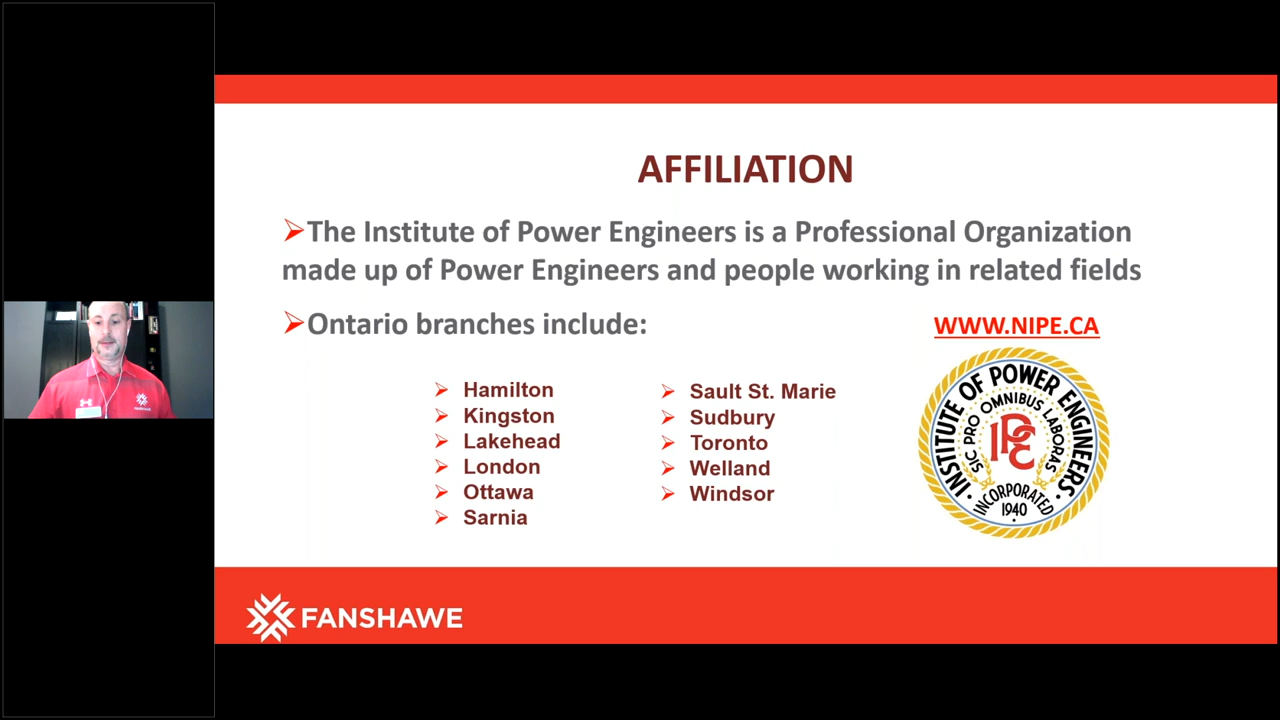 AFFILIATION
➢The Institute of Power Engineers is a Professional Organization
made up of Power Engineers and people working in related fields
➢Ontario branches include:
WWW.NIPE.CA
➢ Hamilton
➢ Kingston
➢ Lakehead
➢ London
➢ Ottawa
➢ Sarnia
➢ Sault St. Marie
➢ Sudbury
➢ Toronto
➢ Welland
➢ Windsor
INSTITUTE OF POWER ENGINEERS
SIC PRO OMNIBUS LABORAS
IPE
INCORPORATED
1940
FANSHAWE
FANSHAWE